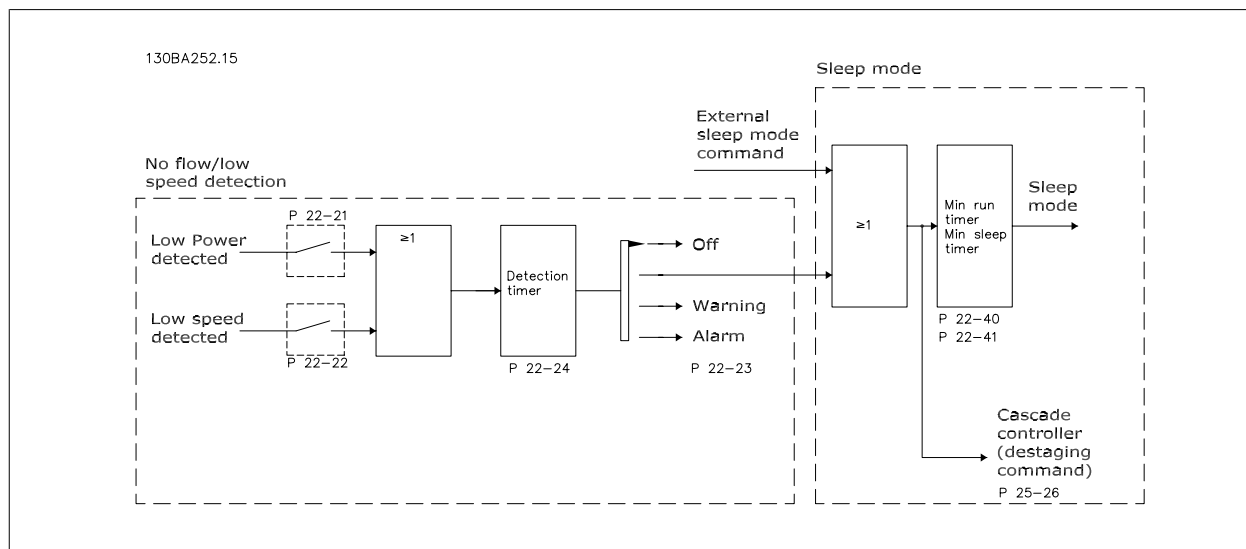 130BA252.15
Sleep mode
External
sleep mode
command
No flow/low
speed detection
P 22-21
Low Power
detected
≥1
Detection
timer
Off
Warning
Alarm
Low speed
detected
P 22-22
P 22-24
P 22-23
≥1
Min run
timer
Min sleep
timer
Sleep
mode
P 22-40
P 22-41
Cascade
controller
(destaging
command)
P 25-26